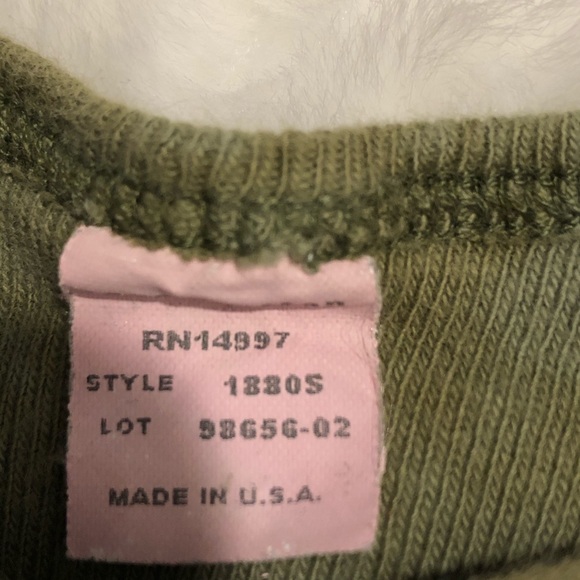 RN14997
STYLE 1880S
LOT 98656-02
MADE IN U.S.A.